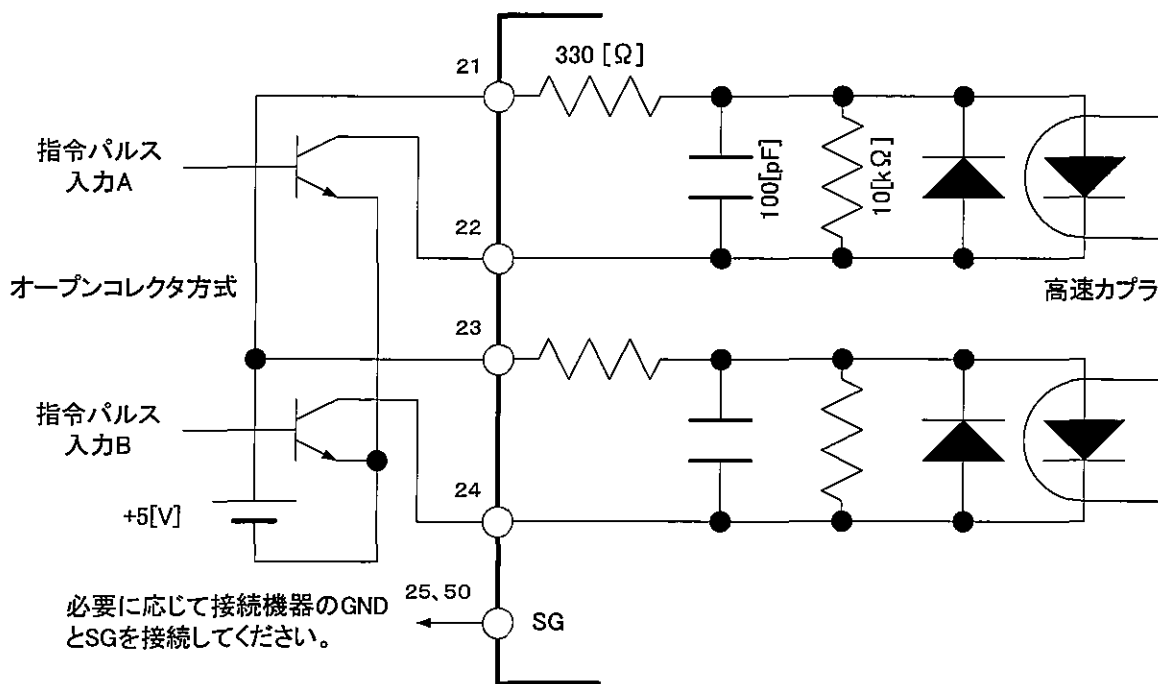 21
330 [Ω]
指令パルス
入力A
100[pF]
10[kΩ]
22
オープンコレクタ方式
高速カプラ
23
指令パルス
入力B
24
+5[V]
25、50
SG
必要に応じて接続機器のGND
とSGを接続してください。